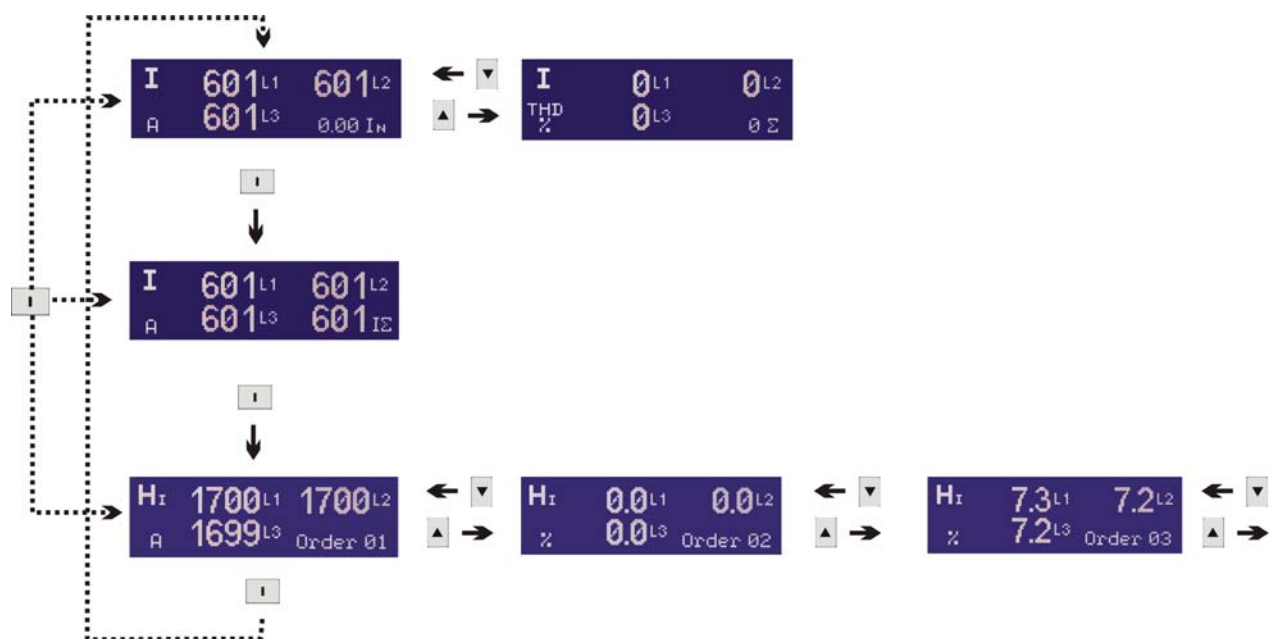 I 601 L1 601 L2
A 601 L3 0.00 IN
I 0 L1 0 L2
THD % 0 L3 0 Σ
I
I 601 L1 601 L2
A 601 L3 601 IΣ
I
I
HI 1700 L1 1700 L2
A 1699 L3 Order 01
HI 0.0 L1 0.0 L2
% 0.0 L3 Order 02
HI 7.3 L1 7.2 L2
% 7.2 L3 Order 03
I